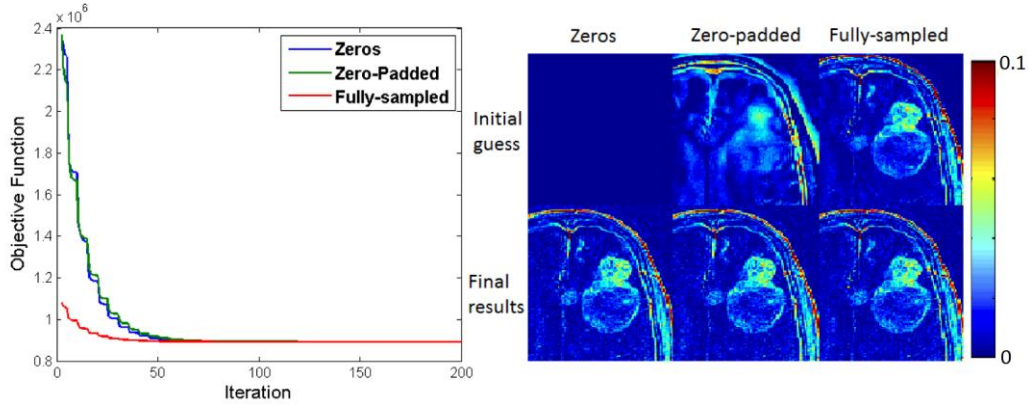 × 10⁶
2.4
2.2
2
1.8
1.6
1.4
1.2
1
0.8
0
50
100
150
200
Objective Function
Iteration
Zeros
Zero-Padded
Fully-sampled
Zeros
Zero-padded
Fully-sampled
Initial
guess
Final
results
0.1
0